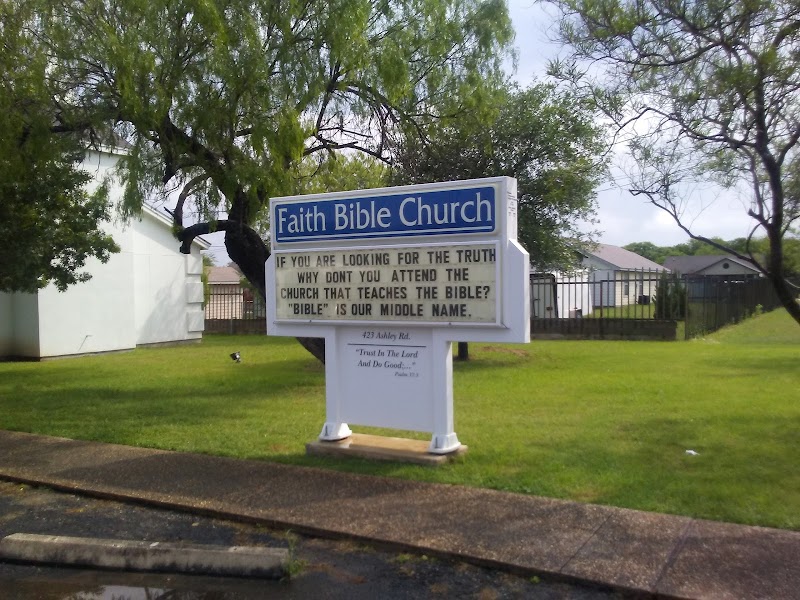 Faith Bible Church
IF YOU ARE LOOKING FOR THE TRUTH
WHY DONT YOU ATTEND THE
CHURCH THAT TEACHES THE BIBLE?
"BIBLE" IS OUR MIDDLE NAME.
423 Ashley Rd.
"Trust In The Lord
And Do Good;..."
Psalm 37:3